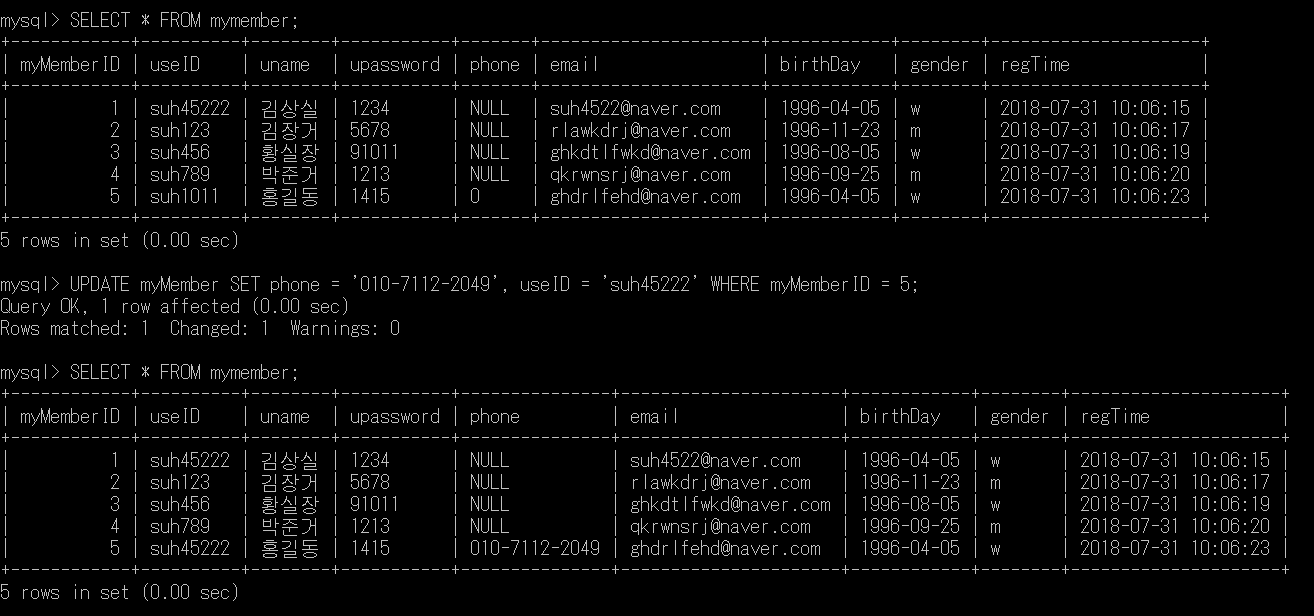 mysql> SELECT * FROM mymember;
+------------+----------+--------+-----------+-------+----------------------+------------+--------+---------------------+
| myMemberID | useID    | uname  | upassword | phone | email                | birthDay   | gender | regTime             |
+------------+----------+--------+-----------+-------+----------------------+------------+--------+---------------------+
|          1 | suh45222 | 김상실 | 1234      | NULL  | suh4522@naver.com    | 1996-04-05 | w      | 2018-07-31 10:06:15 |
|          2 | suh123   | 김장거 | 5678      | NULL  | rlawkdrj@naver.com   | 1996-11-23 | m      | 2018-07-31 10:06:17 |
|          3 | suh456   | 황실장 | 91011     | NULL  | ghkdtlfwkd@naver.com | 1996-08-05 | w      | 2018-07-31 10:06:19 |
|          4 | suh789   | 박준거 | 1213      | NULL  | qkrwnsrj@naver.com   | 1996-09-25 | m      | 2018-07-31 10:06:20 |
|          5 | suh1011  | 홍길동 | 1415      | 0     | ghdrlfehd@naver.com  | 1996-04-05 | w      | 2018-07-31 10:06:23 |
+------------+----------+--------+-----------+-------+----------------------+------------+--------+---------------------+
5 rows in set (0.00 sec)
mysql> UPDATE myMember SET phone = '010-7112-2049', useID = 'suh45222' WHERE myMemberID = 5;
Query OK, 1 row affected (0.00 sec)
Rows matched: 1  Changed: 1  Warnings: 0
mysql> SELECT * FROM mymember;
+------------+----------+--------+-----------+---------------+----------------------+------------+--------+---------------------+
| myMemberID | useID    | uname  | upassword | phone         | email                | birthDay   | gender | regTime             |
+------------+----------+--------+-----------+---------------+----------------------+------------+--------+---------------------+
|          1 | suh45222 | 김상실 | 1234      | NULL          | suh4522@naver.com    | 1996-04-05 | w      | 2018-07-31 10:06:15 |
|          2 | suh123   | 김장거 | 5678      | NULL          | rlawkdrj@naver.com   | 1996-11-23 | m      | 2018-07-31 10:06:17 |
|          3 | suh456   | 황실장 | 91011     | NULL          | ghkdtlfwkd@naver.com | 1996-08-05 | w      | 2018-07-31 10:06:19 |
|          4 | suh789   | 박준거 | 1213      | NULL          | qkrwnsrj@naver.com   | 1996-09-25 | m      | 2018-07-31 10:06:20 |
|          5 | suh45222 | 홍길동 | 1415      | 010-7112-2049 | ghdrlfehd@naver.com  | 1996-04-05 | w      | 2018-07-31 10:06:23 |
+------------+----------+--------+-----------+---------------+----------------------+------------+--------+---------------------+
5 rows in set (0.00 sec)